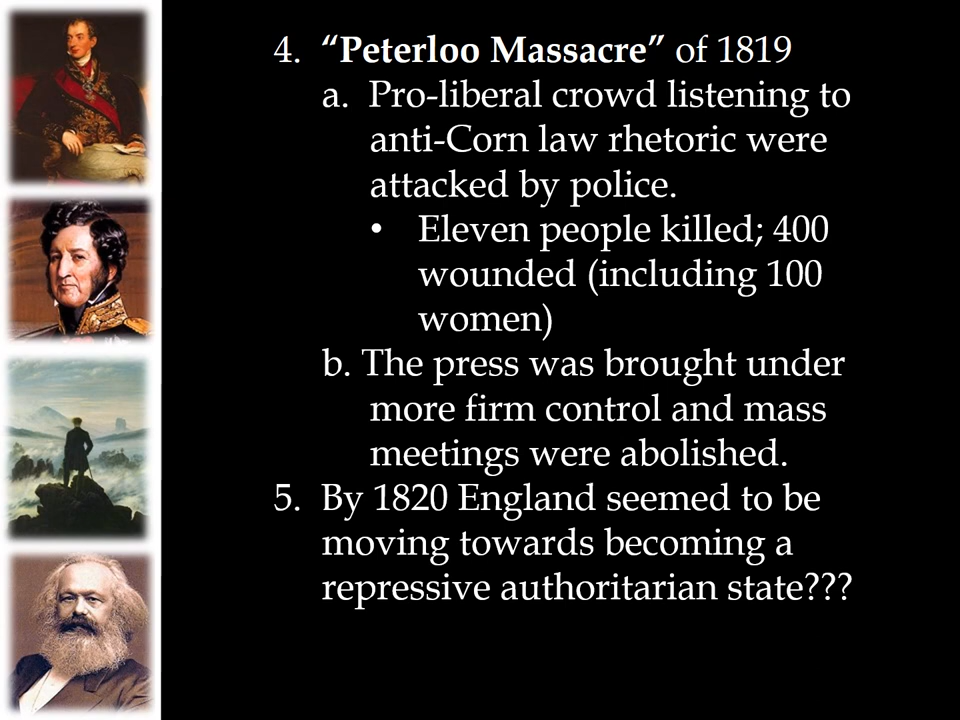 4. “Peterloo Massacre” of 1819
a. Pro-liberal crowd listening to
anti-Corn law rhetoric were
attacked by police.
• Eleven people killed; 400
wounded (including 100
women)
b. The press was brought under
more firm control and mass
meetings were abolished.
5. By 1820 England seemed to be
moving towards becoming a
repressive authoritarian state???